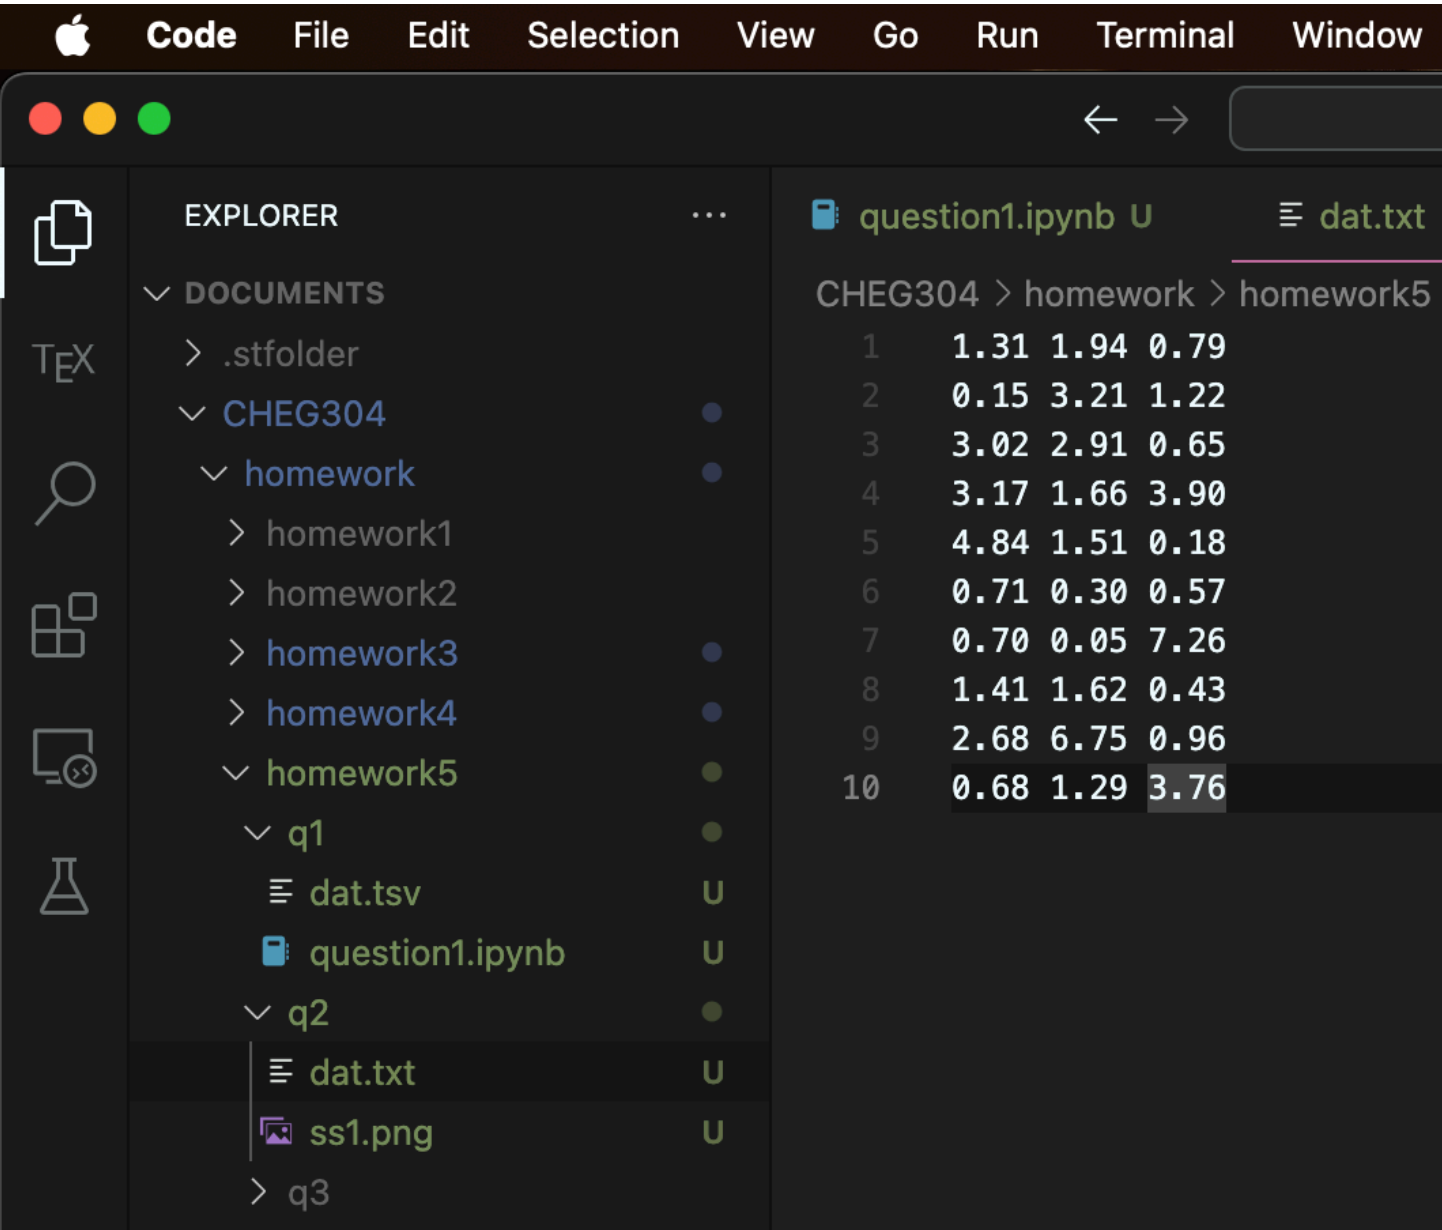 Code File Edit Selection View Go Run Terminal Window
EXPLORER ...
DOCUMENTS
.stfolder
CHEG304
homework
homework1
homework2
homework3
homework4
homework5
q1
dat.tsv U
question1.ipynb U
q2
dat.txt U
ss1.png U
q3
TEX
question1.ipynb U dat.txt
CHEG304 > homework > homework5
1 1.31 1.94 0.79
2 0.15 3.21 1.22
3 3.02 2.91 0.65
4 3.17 1.66 3.90
5 4.84 1.51 0.18
6 0.71 0.30 0.57
7 0.70 0.05 7.26
8 1.41 1.62 0.43
9 2.68 6.75 0.96
10 0.68 1.29 3.76